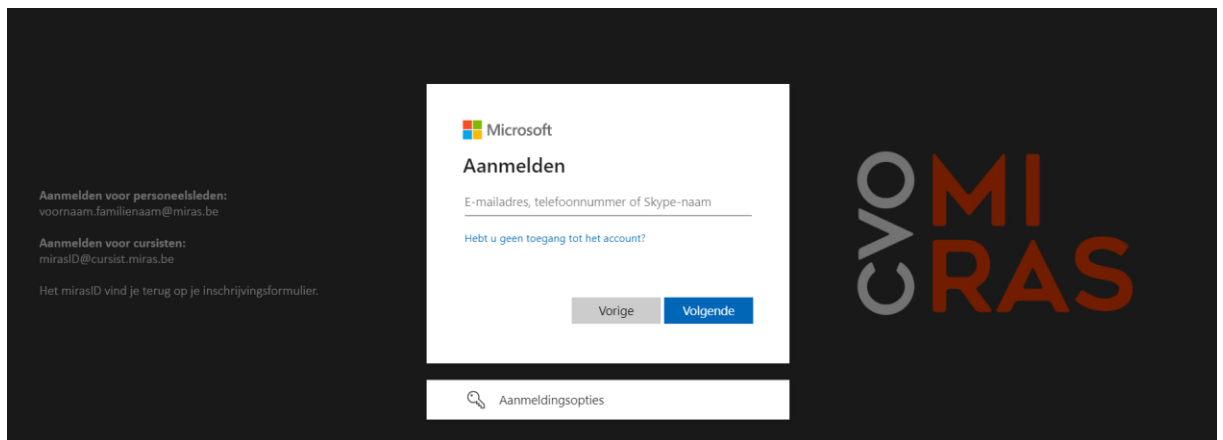 Aanmelden voor personeelsleden:
voornaam.familienaam@miras.be
Aanmelden voor cursisten:
mirasID@cursist.miras.be
Het mirasID vind je terug op je inschrijvingsformulier.
Microsoft
Aanmelden
E-mailadres, telefoonnummer of Skype-naam
Hebt u geen toegang tot het account?
Vorige Volgende
Aanmeldingsopties
CVO
MI
RAS